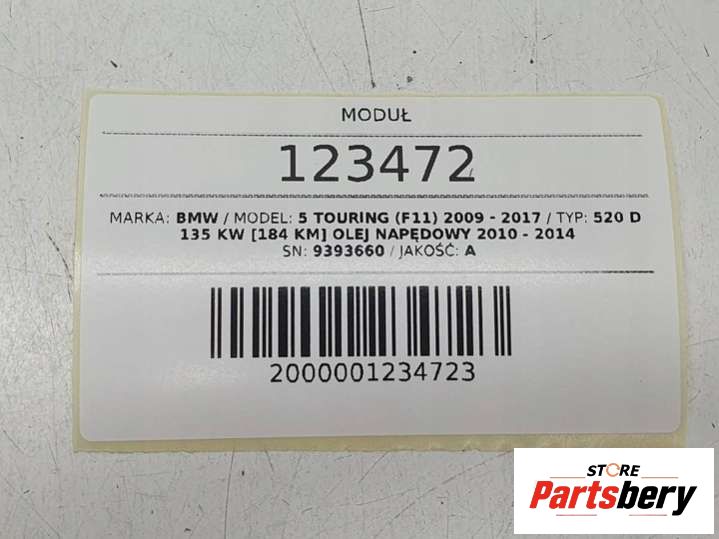 MODUŁ
123472
MARKA: BMW / MODEL: 5 TOURING (F11) 2009 - 2017 / TYP: 520 D
135 KW [184 KM] OLEJ NAPĘDOWY 2010 - 2014
SN: 9393660 / JAKOŚĆ: A
2000001234723
STORE
Partsbery